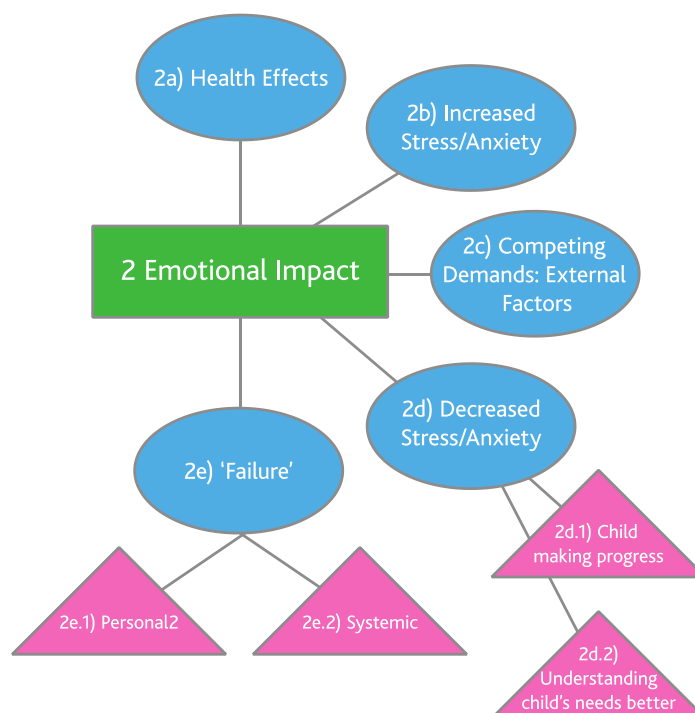 2a) Health Effects
2b) Increased
Stress/Anxiety
2 Emotional Impact
2c) Competing
Demands: External
Factors
2d) Decreased
Stress/Anxiety
2e) ‘Failure’
2d.1) Child
making progress
2e.1) Personal2
2e.2) Systemic
2d.2)
Understanding
child’s needs better